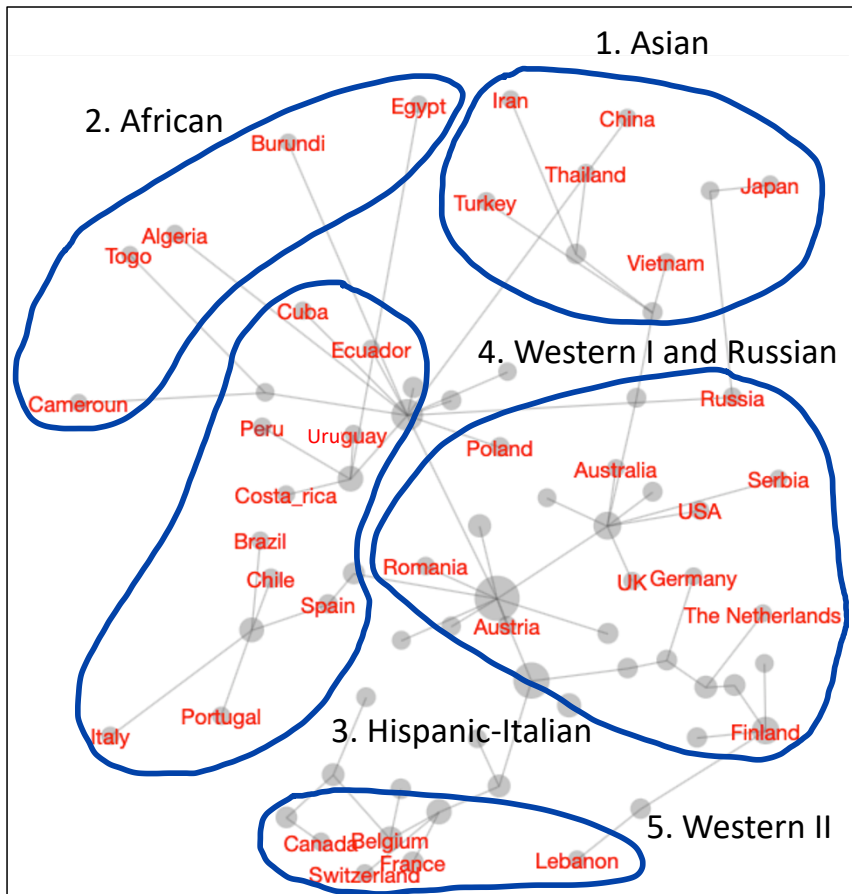 1. Asian
2. African
Iran
China
Egypt
Burundi
Thailand
Japan
Turkey
Algeria
Togo
Vietnam
Cuba
Ecuador
4. Western I and Russian
Cameroun
Russia
Peru
Uruguay
Poland
Australia
Serbia
Costa_rica
USA
Brazil
Romania
Chile
UK
Germany
Spain
The Netherlands
Austria
Portugal
Italy
3. Hispanic-Italian
Finland
5. Western II
Canada
Belgium
Switzerland
France
Lebanon